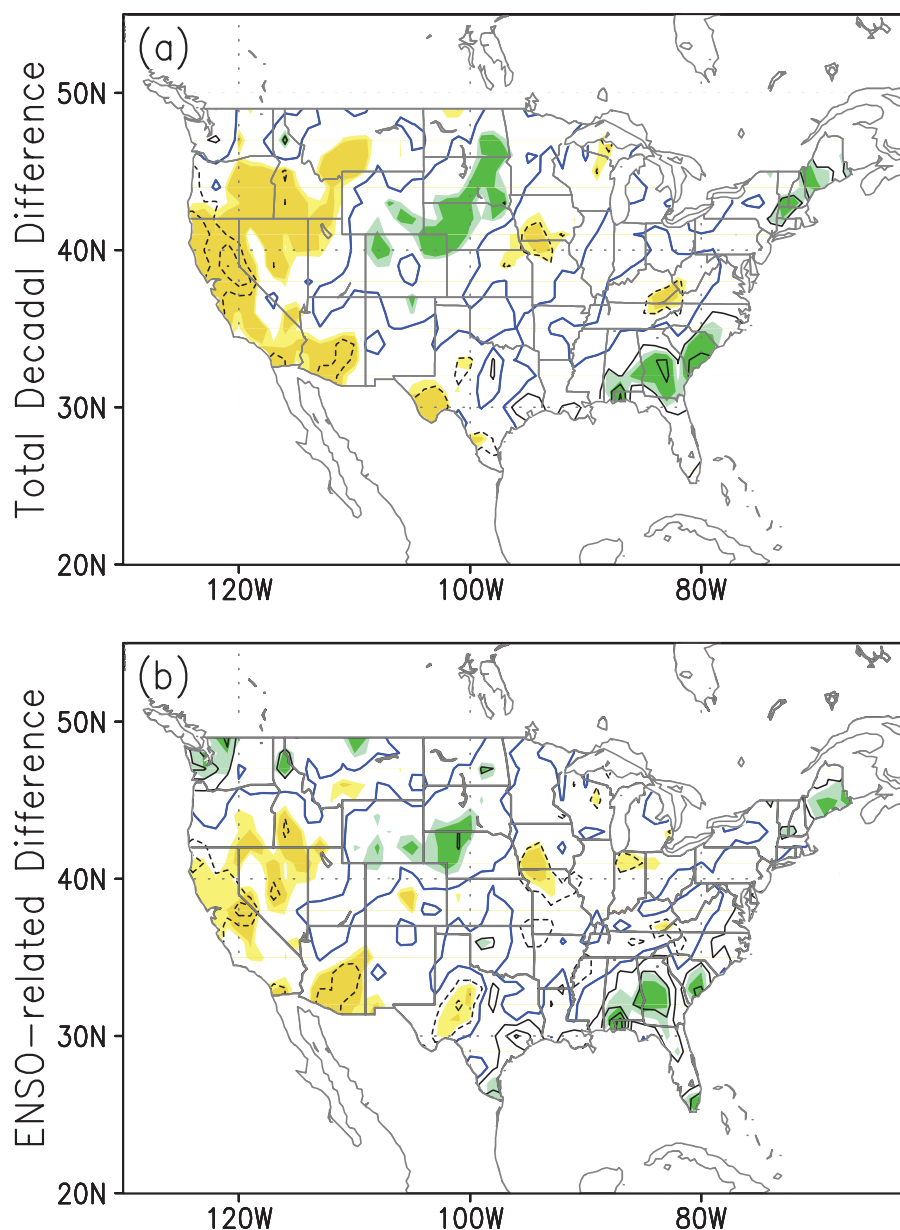 (a)
Total Decadal Difference
50N
40N
30N
20N
120W
100W
80W
(b)
ENSO-related Difference
50N
40N
30N
20N
120W
100W
80W